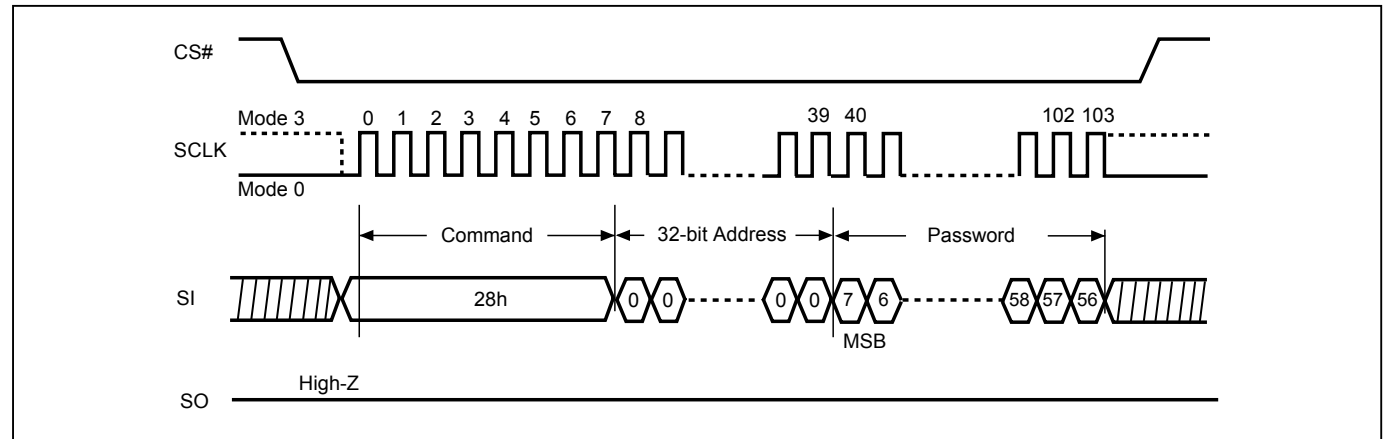 CS#
Mode 3 0 1 2 3 4 5 6 7 8 39 40 102 103
SCLK
Mode 0
Command 32-bit Address Password
SI 28h 0 0 0 0 7 6 58 57 56
MSB
High-Z
SO